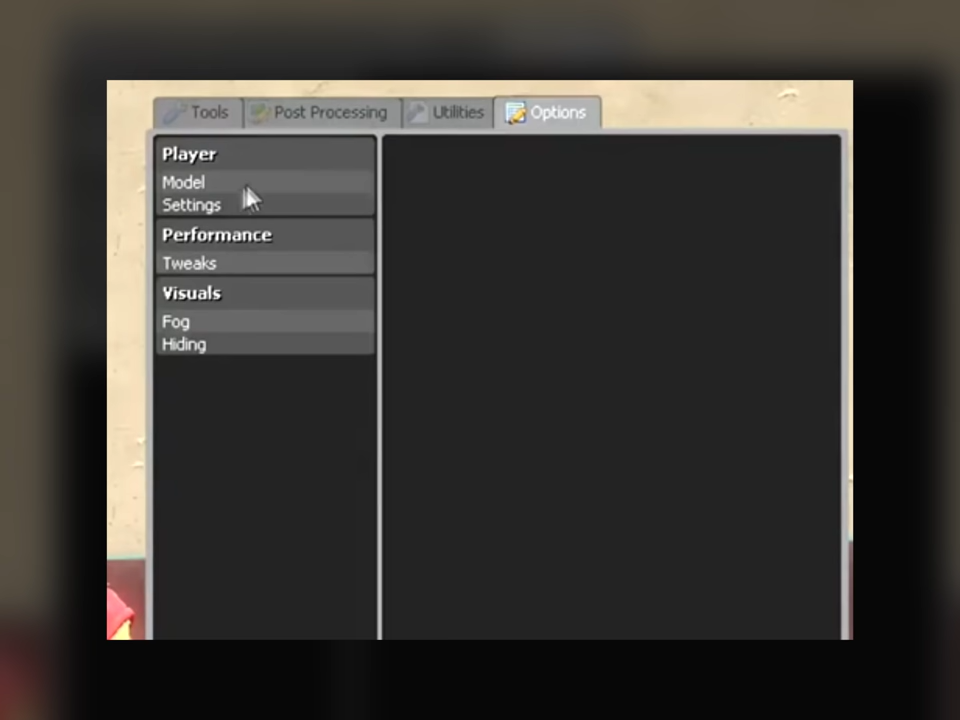 Tools Post Processing Utilities Options
Player
Model
Settings
Performance
Tweaks
Visuals
Fog
Hiding